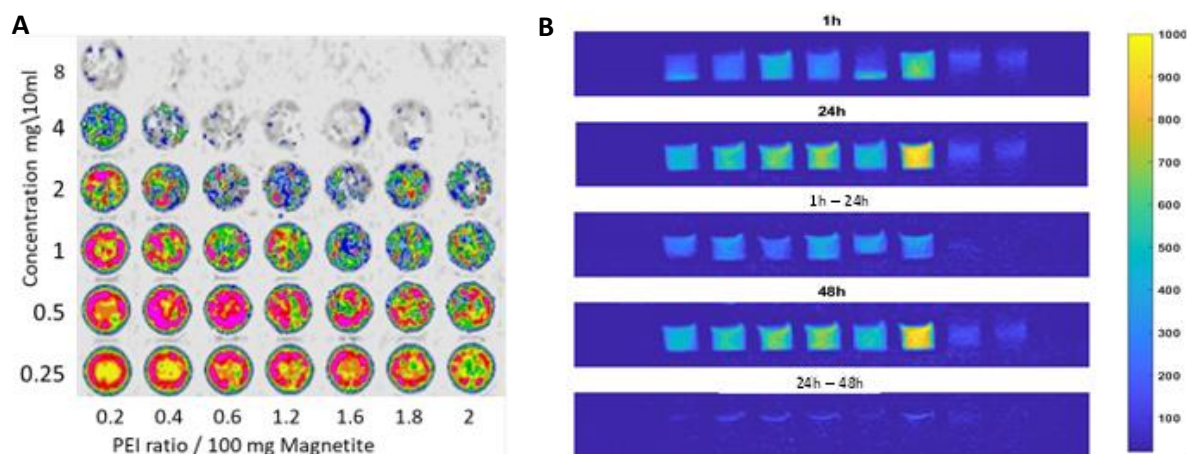 A
Concentration mg\10ml
8
4
2
1
0.5
0.25
0.2 0.4 0.6 1.2 1.6 1.8 2
PEI ratio / 100 mg Magnetite
B
1h
24h
1h – 24h
48h
24h – 48h
1000
900
800
700
600
500
400
300
200
100